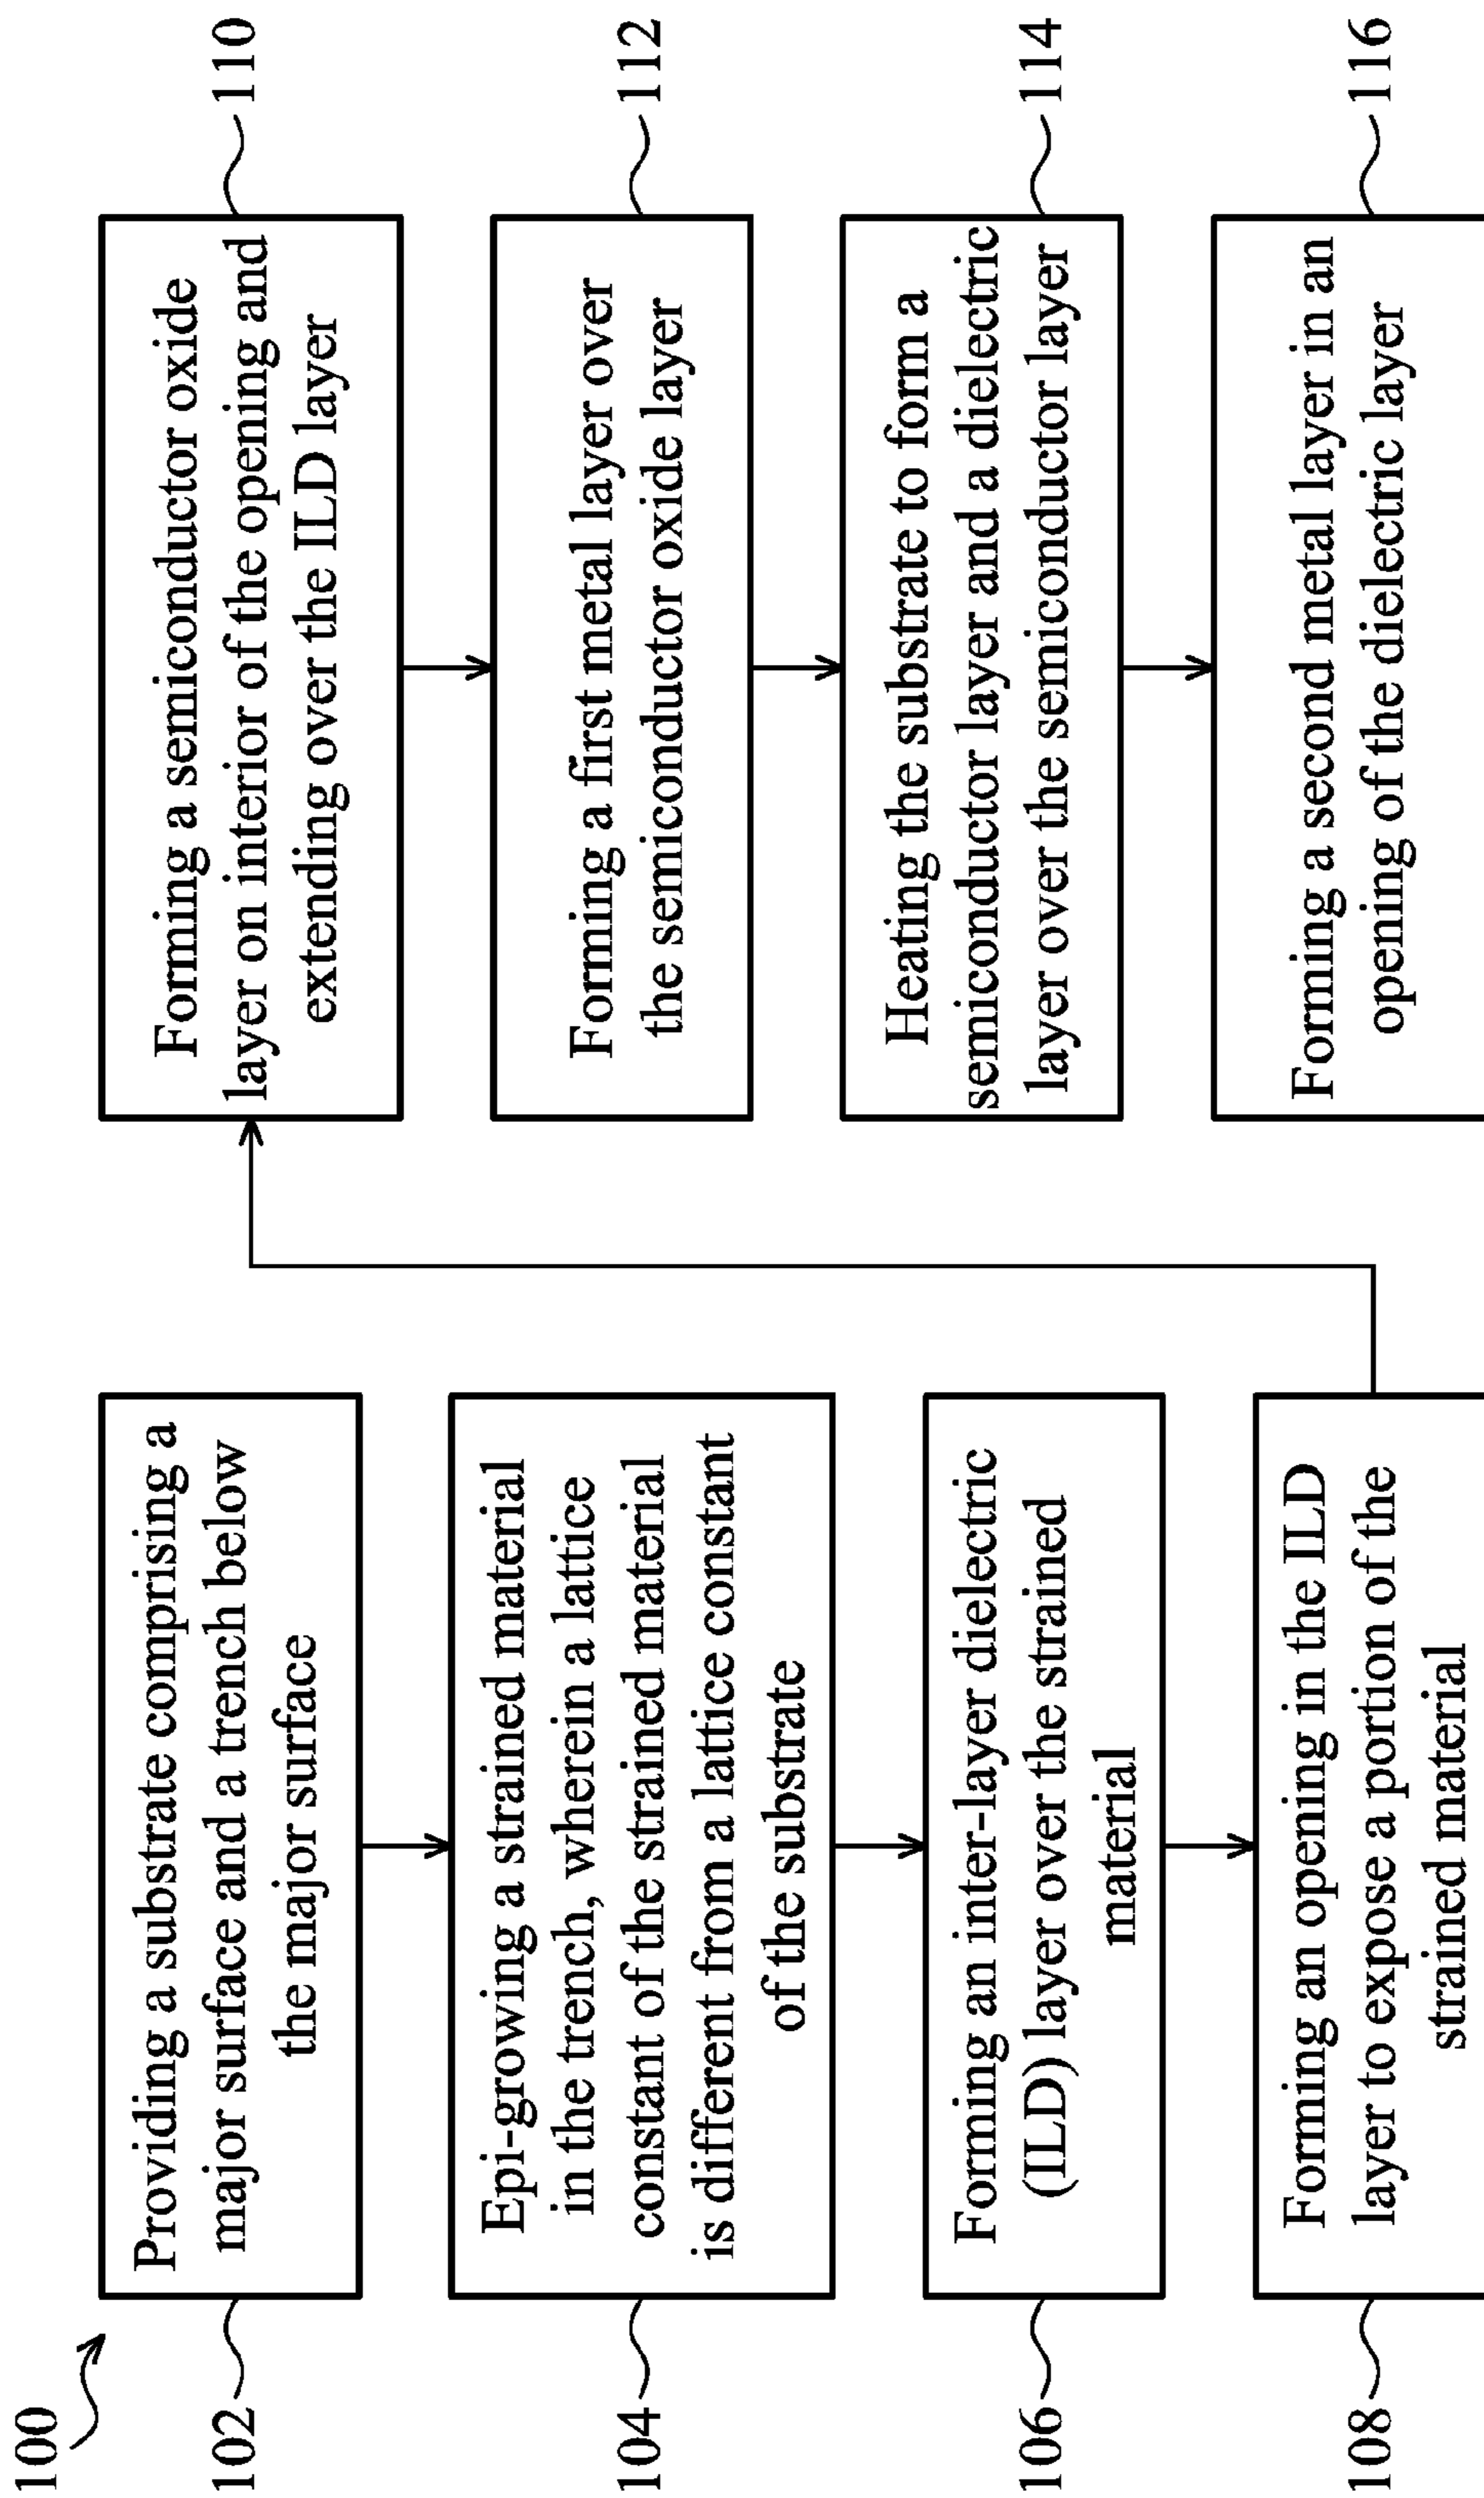 100
102
Providing a substrate comprising a
major surface and a trench below
the major surface
104
Epi-growing a strained material
in the trench, wherein a lattice
constant of the strained material
is different from a lattice constant
of the substrate
106
Forming an inter-layer dielectric
(ILD) layer over the strained
material
108
Forming an opening in the ILD
layer to expose a portion of the
strained material
110
Forming a semiconductor oxide
layer on interior of the opening and
extending over the ILD layer
112
Forming a first metal layer over
the semiconductor oxide layer
114
Heating the substrate to form a
semiconductor layer and a dielectric
layer over the semiconductor layer
116
Forming a second metal layer in an
opening of the dielectric layer